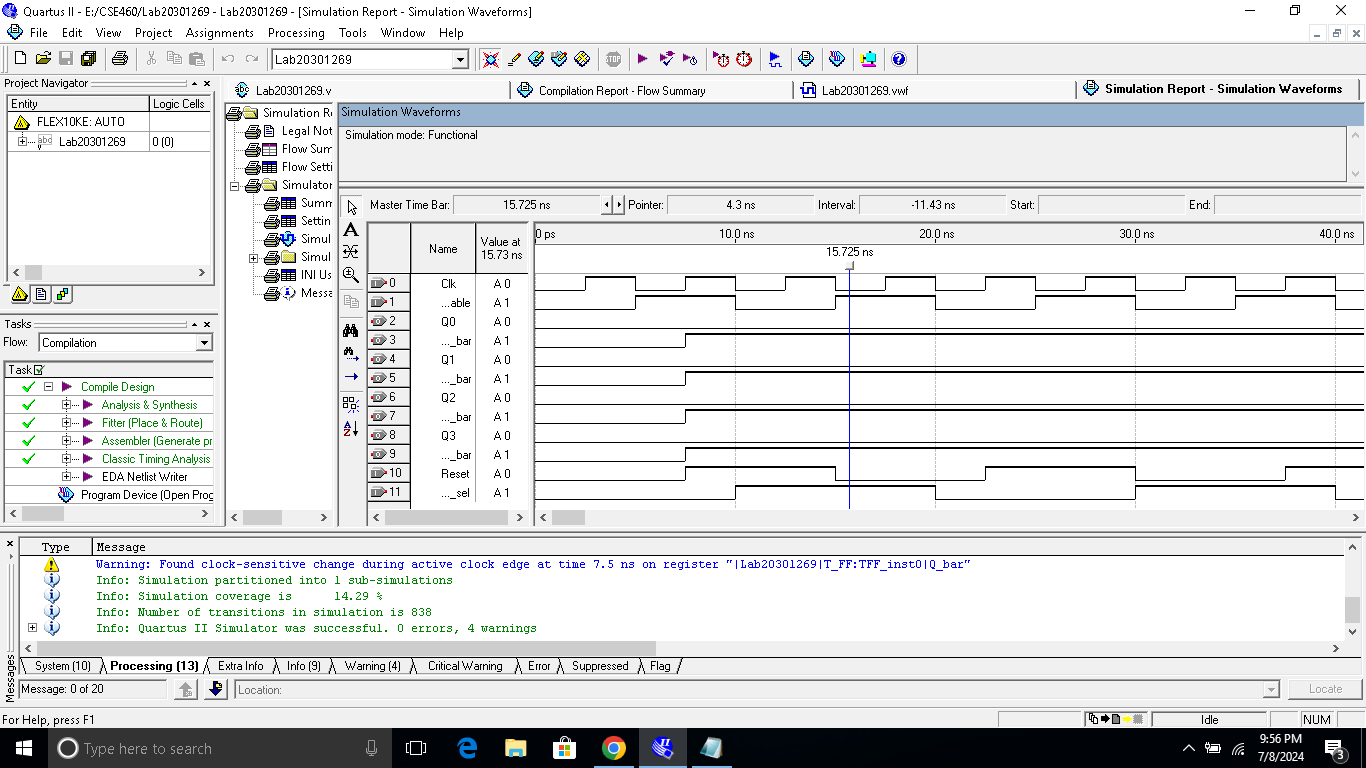 Quartus II - E:/CSE460/Lab20301269 - Lab20301269 - [Simulation Report - Simulation Waveforms]
File Edit View Project Assignments Processing Tools Window Help
Lab20301269
STOP
Project Navigator
Entity Logic Cells
FLEX10KE: AUTO
abc Lab20301269 0 (0)
Tasks
Flow: Compilation
Task
Compile Design
Analysis & Synthesis
Fitter (Place & Route)
Assembler (Generate pr
Classic Timing Analysis
EDA Netlist Writer
Program Device (Open Prog
abc Lab20301269.v
Compilation Report - Flow Summary
Lab20301269.vwf
Simulation Report - Simulation Waveforms
Simulation Re
Legal Not
Flow Sum
Flow Setti
Simulator
Summ
Settin
Simul
Simul
INI Us
Messa
Simulation Waveforms
Simulation mode: Functional
Master Time Bar: 15.725 ns Pointer: 4.3 ns Interval: -11.43 ns Start: End:
Name Value at 15.73 ns
0 ps 10.0 ns 20.0 ns 30.0 ns 40.0 ns
15.725 ns
0 Clk A 0
1 ...able A 1
2 Q0 A 0
3 ..._bar A 1
4 Q1 A 0
5 ..._bar A 1
6 Q2 A 0
7 ..._bar A 1
8 Q3 A 0
9 ..._bar A 1
10 Reset A 0
11 ..._sel A 1
Type Message
Warning: Found clock-sensitive change during active clock edge at time 7.5 ns on register "|Lab20301269|T_FF:TFF_inst0|Q_bar"
Info: Simulation partitioned into 1 sub-simulations
Info: Simulation coverage is 14.29 %
Info: Number of transitions in simulation is 838
Info: Quartus II Simulator was successful. 0 errors, 4 warnings
System (10) Processing (13) Extra Info Info (9) Warning (4) Critical Warning Error Suppressed Flag
Messages
Message: 0 of 20 Location: Locate
For Help, press F1 Idle NUM
Type here to search
9:56 PM
7/8/2024
3